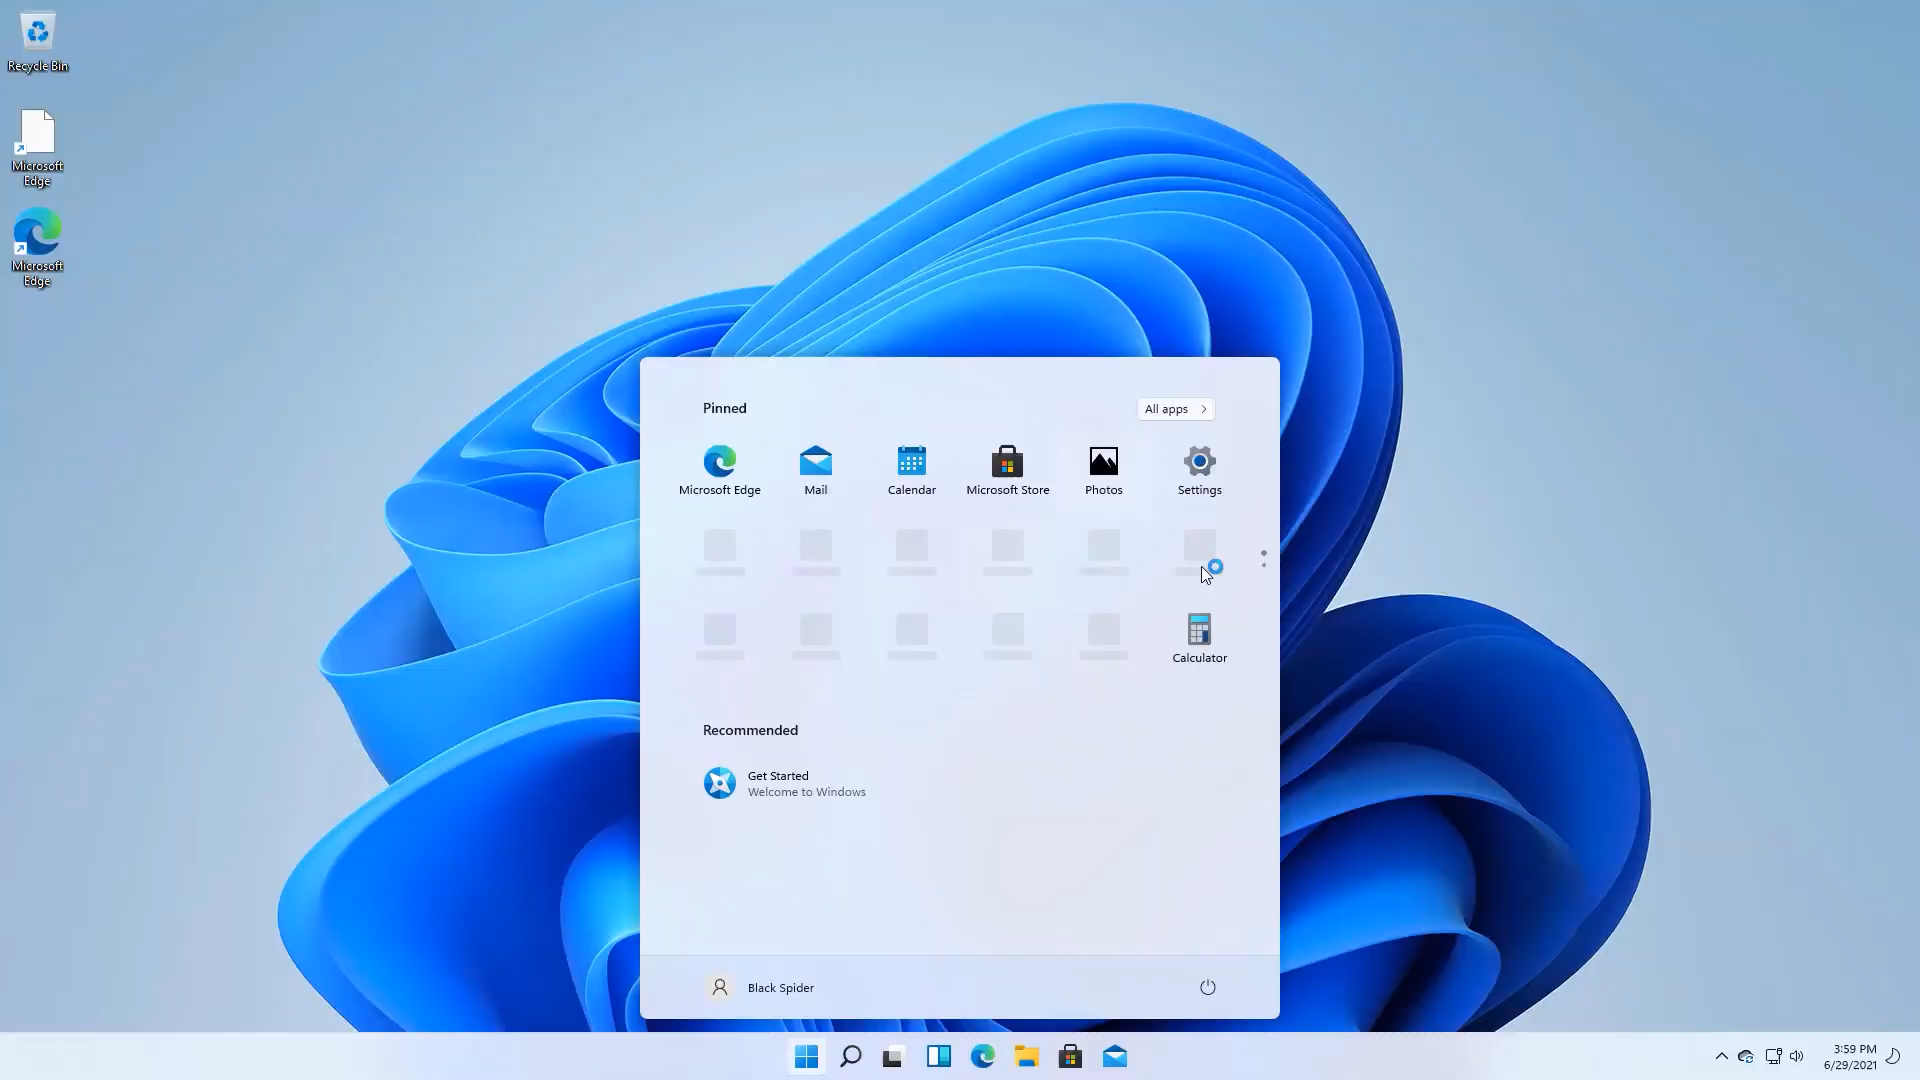 Recycle Bin
Microsoft
Edge
Microsoft
Edge
Pinned
All apps
Microsoft Edge
Mail
Calendar
Microsoft Store
Photos
Settings
Calculator
Recommended
Get Started
Welcome to Windows
Black Spider
3:59 PM
6/29/2021